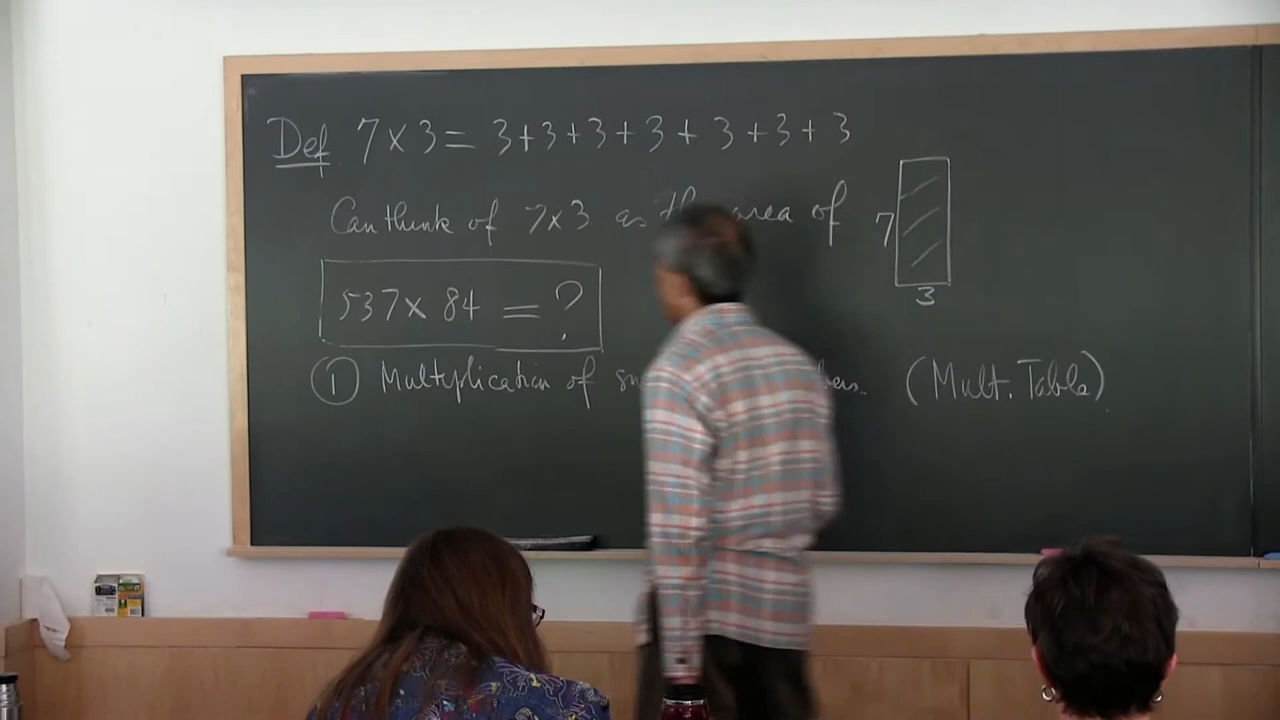 Def 7 × 3 = 3 + 3 + 3 + 3 + 3 + 3 + 3
Can think of 7×3 as the area of
7
3
537 × 84 = ?
① Multiplication of (Mult. Table)